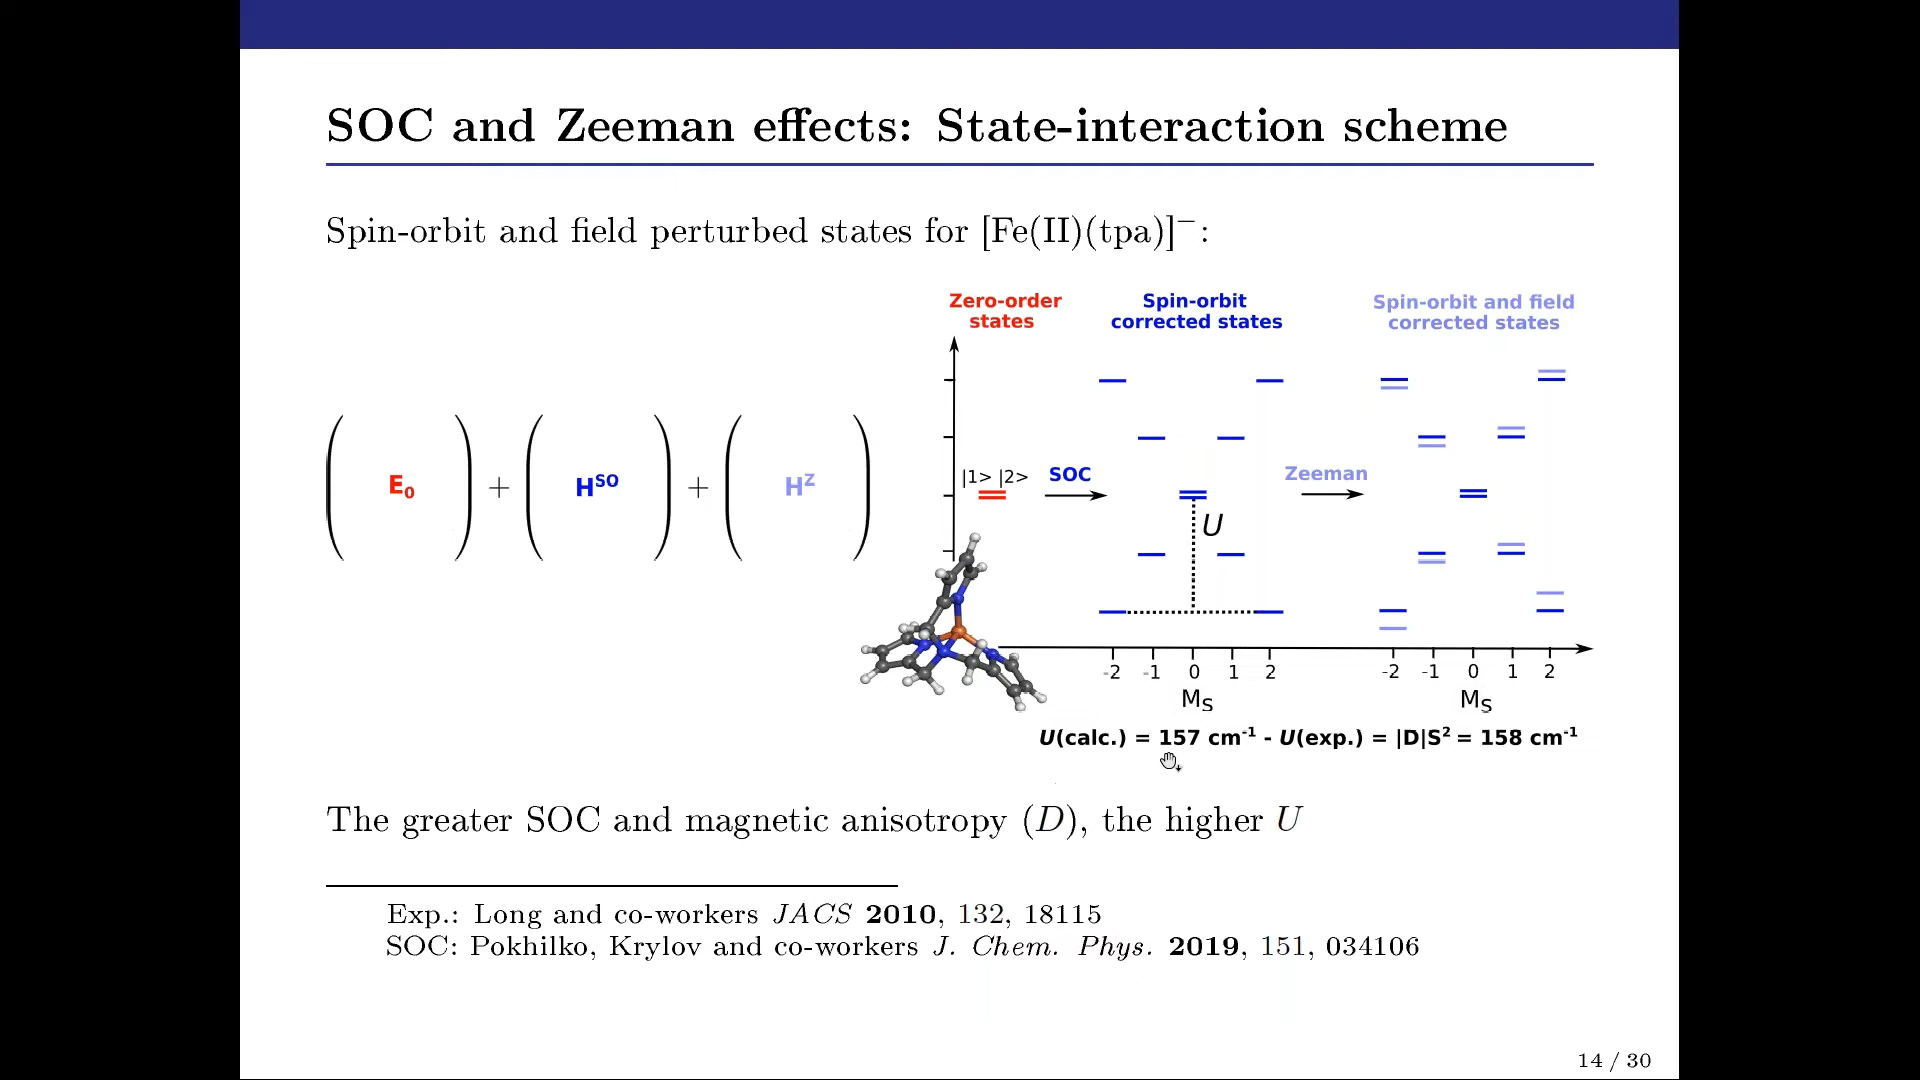 SOC and Zeeman effects: State-interaction scheme
Spin-orbit and field perturbed states for [Fe(II)(tpa)]⁻:
Zero-order states
Spin-orbit corrected states
Spin-orbit and field corrected states
E₀ + Hˢᴼ + Hᶻ
|1> |2>
SOC
Zeeman
U
-2 -1 0 1 2
-2 -1 0 1 2
M_S
M_S
U(calc.) = 157 cm⁻¹ - U(exp.) = |D|S² = 158 cm⁻¹
The greater SOC and magnetic anisotropy (D), the higher U
Exp.: Long and co-workers JACS 2010, 132, 18115
SOC: Pokhilko, Krylov and co-workers J. Chem. Phys. 2019, 151, 034106
14 / 30